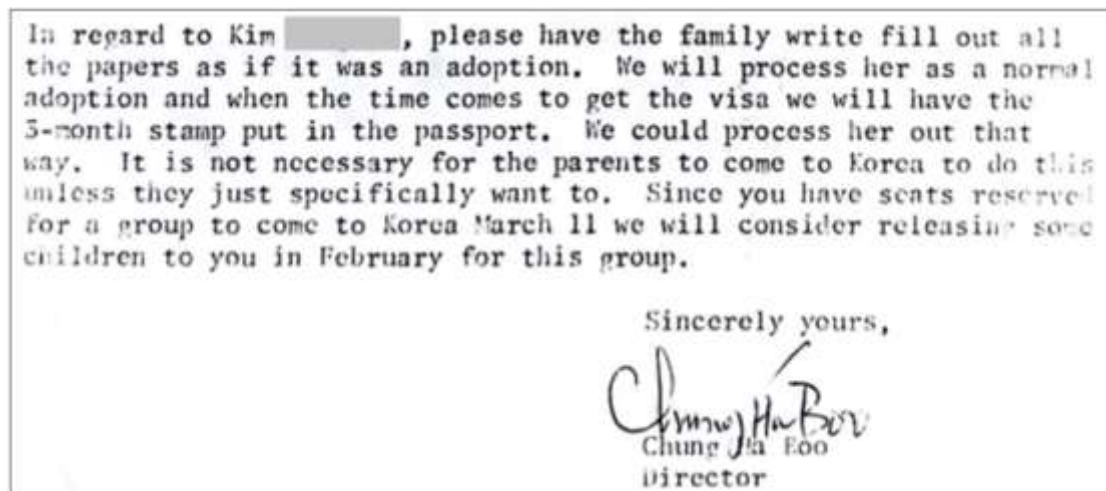 In regard to Kim , please have the family write fill out all
the papers as if it was an adoption. We will process her as a normal
adoption and when the time comes to get the visa we will have the
3-month stamp put in the passport. We could process her out that
way. It is not necessary for the parents to come to Korea to do this
unless they just specifically want to. Since you have seats reserved
for a group to come to Korea March 11 we will consider releasing some
children to you in February for this group.
Sincerely yours,
Chung Ha Boo
Chung Ha Boo
Director